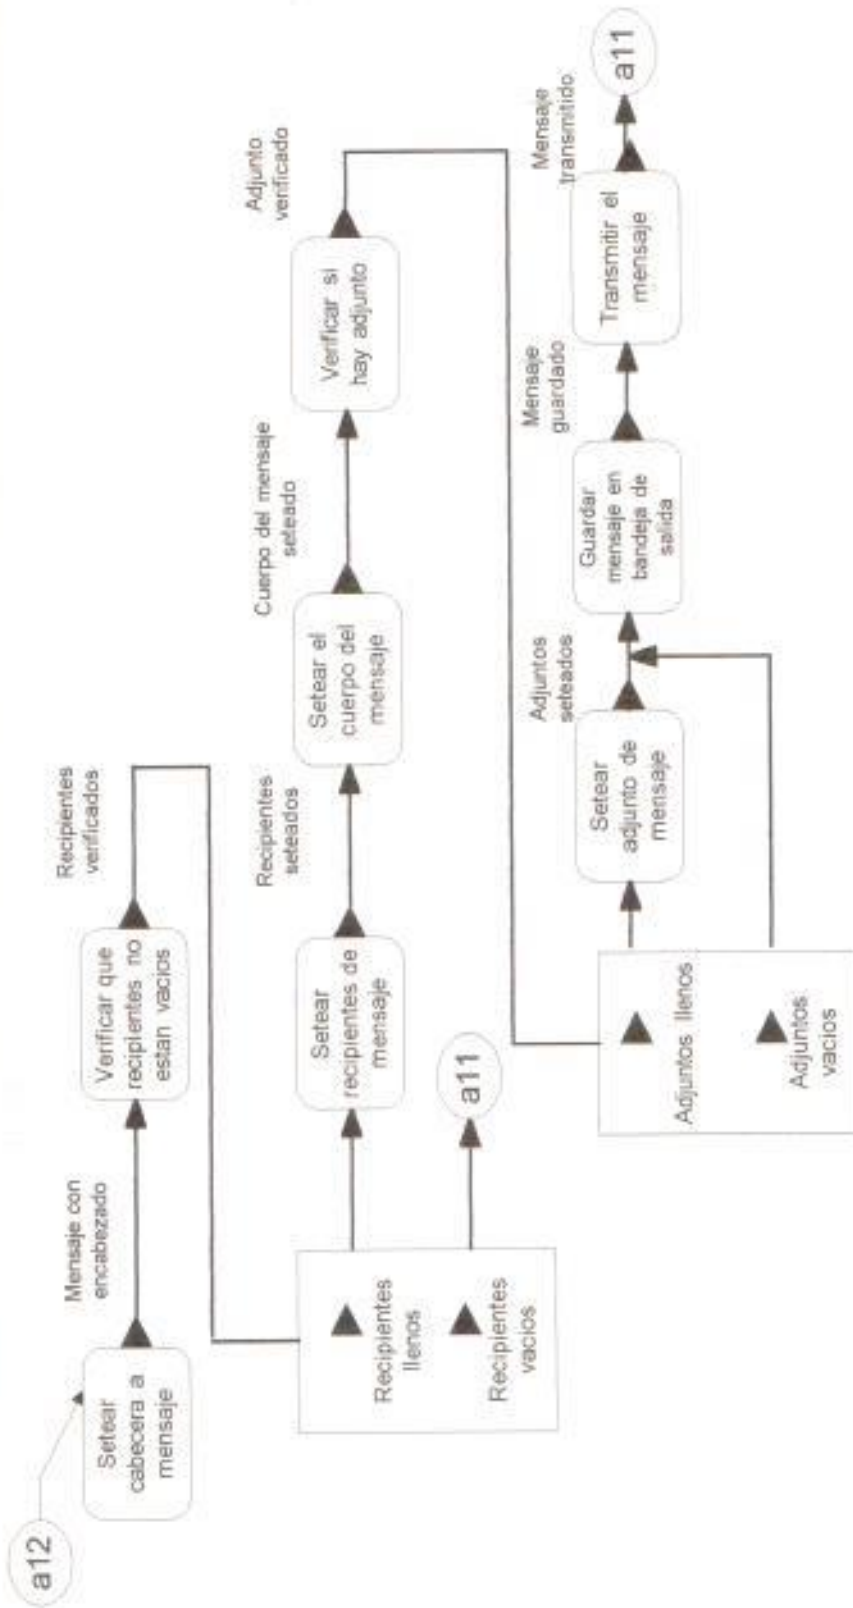 a12
Setear
cabecera a
mensaje
Mensaje con
encabezado
Verificar que
recipientes no
estan vacios
Recipientes
verificados
Recipientes
llenos
Recipientes
vacios
a11
Setear
recipientes de
mensaje
Recipientes
seteados
Setear el
cuerpo del
mensaje
Cuerpo del mensaje
seteado
Verificar si
hay adjunto
Adjunto
verificado
Adjuntos llenos
Adjuntos
vacios
Setear
adjunto de
mensaje
Adjuntos
seteados
Guardar
mensaje en
bandeja de
salida
Mensaje
guardado
Transmitir el
mensaje
Mensaje
transmitido
a11